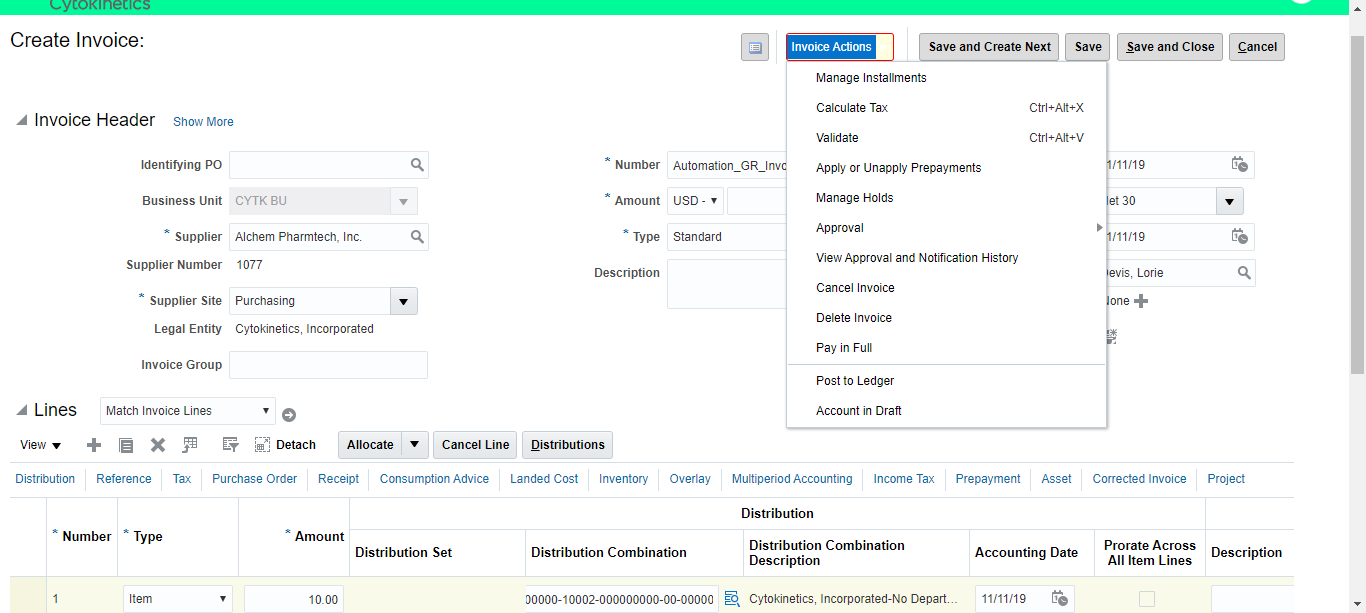 Cytokinetics
Create Invoice:
Invoice Actions
Save and Create Next
Save
Save and Close
Cancel
Manage Installments
Calculate Tax Ctrl+Alt+X
Validate Ctrl+Alt+V
Apply or Unapply Prepayments
Manage Holds
Approval
View Approval and Notification History
Cancel Invoice
Delete Invoice
Pay in Full
Post to Ledger
Account in Draft
Invoice Header Show More
Identifying PO
Business Unit CYTK BU
* Supplier Alchem Pharmtech, Inc.
Supplier Number 1077
* Supplier Site Purchasing
Legal Entity Cytokinetics, Incorporated
Invoice Group
* Number Automation_GR_Invo
* Amount USD -
* Type Standard
Description
1/11/19
et 30
1/11/19
evis, Lorie
None
Lines Match Invoice Lines
View Detach Allocate Cancel Line Distributions
Distribution Reference Tax Purchase Order Receipt Consumption Advice Landed Cost Inventory Overlay Multiperiod Accounting Income Tax Prepayment Asset Corrected Invoice Project
Distribution
* Number * Type * Amount Distribution Set Distribution Combination Distribution Combination Description Accounting Date Prorate Across All Item Lines Description
1 Item 10.00 00000-10002-000000000-00-00000 Cytokinetics, Incorporated-No Depart... 11/11/19